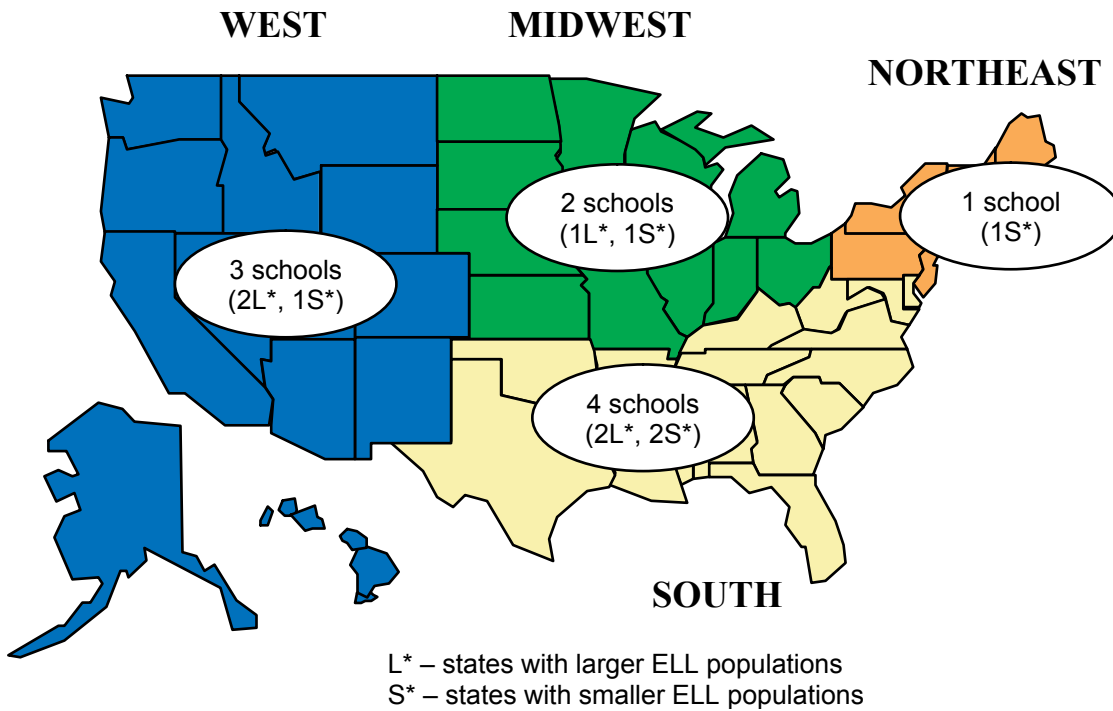 WEST
MIDWEST
NORTHEAST
2 schools
(1L*, 1S*)
1 school
(1S*)
3 schools
(2L*, 1S*)
4 schools
(2L*, 2S*)
SOUTH
L* – states with larger ELL populations
S* – states with smaller ELL populations